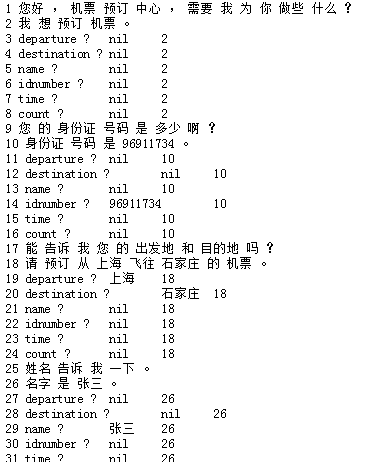 1 您好 ， 机票 预订 中心 ， 需要 我 为 你 做些 什么 ？
2 我 想 预订 机票 。
3 departure ? nil 2
4 destination ? nil 2
5 name ? nil 2
6 idnumber ? nil 2
7 time ? nil 2
8 count ? nil 2
9 您 的 身份证 号码 是 多少 啊 ？
10 身份证 号码 是 96911734 。
11 departure ? nil 10
12 destination ? nil 10
13 name ? nil 10
14 idnumber ? 96911734 10
15 time ? nil 10
16 count ? nil 10
17 能 告诉 我 您 的 出发地 和 目的地 吗 ？
18 请 预订 从 上海 飞往 石家庄 的 机票 。
19 departure ? 上海 18
20 destination ? 石家庄 18
21 name ? nil 18
22 idnumber ? nil 18
23 time ? nil 18
24 count ? nil 18
25 姓名 告诉 我 一下 。
26 名字 是 张三 。
27 departure ? nil 26
28 destination ? nil 26
29 name ? 张三 26
30 idnumber ? nil 26
31 time ? nil 26